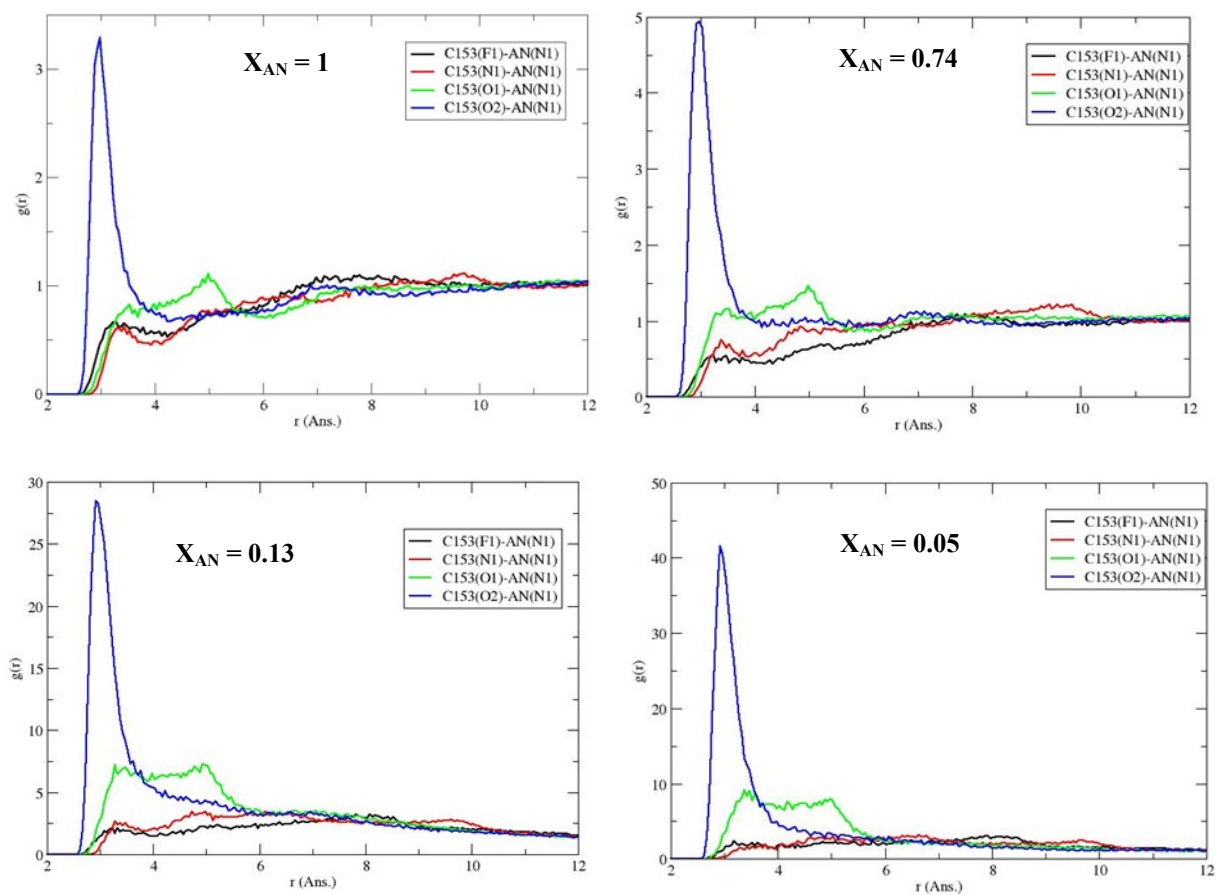 X_AN = 1
C153(F1)-AN(N1)
C153(N1)-AN(N1)
C153(O1)-AN(N1)
C153(O2)-AN(N1)
3
2
1
0
g(r)
2 4 6 8 10 12
r (Ans.)
X_AN = 0.74
C153(F1)-AN(N1)
C153(N1)-AN(N1)
C153(O1)-AN(N1)
C153(O2)-AN(N1)
5
4
3
2
1
0
g(r)
2 4 6 8 10 12
r (Ans.)
X_AN = 0.13
C153(F1)-AN(N1)
C153(N1)-AN(N1)
C153(O1)-AN(N1)
C153(O2)-AN(N1)
30
25
20
15
10
5
0
g(r)
2 4 6 8 10 12
r (Ans.)
X_AN = 0.05
C153(F1)-AN(N1)
C153(N1)-AN(N1)
C153(O1)-AN(N1)
C153(O2)-AN(N1)
50
40
30
20
10
0
g(r)
2 4 6 8 10 12
r (Ans.)